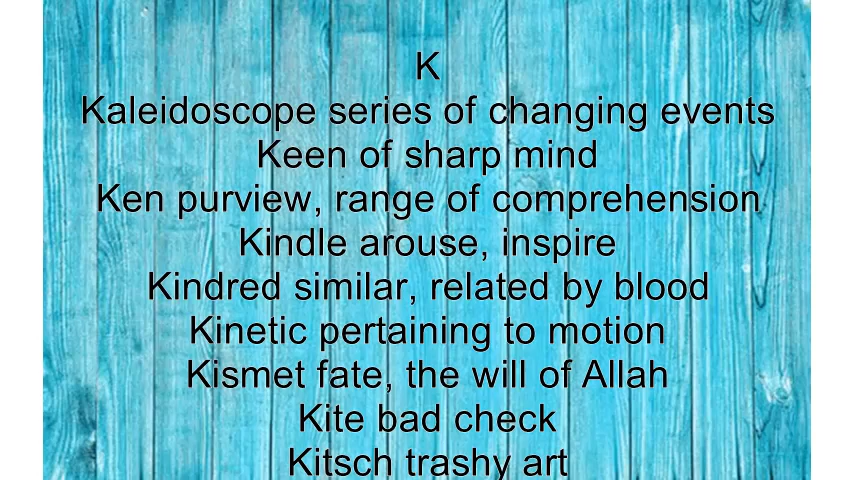 K
Kaleidoscope series of changing events
Keen of sharp mind
Ken purview, range of comprehension
Kindle arouse, inspire
Kindred similar, related by blood
Kinetic pertaining to motion
Kismet fate, the will of Allah
Kite bad check
Kitsch trashy art